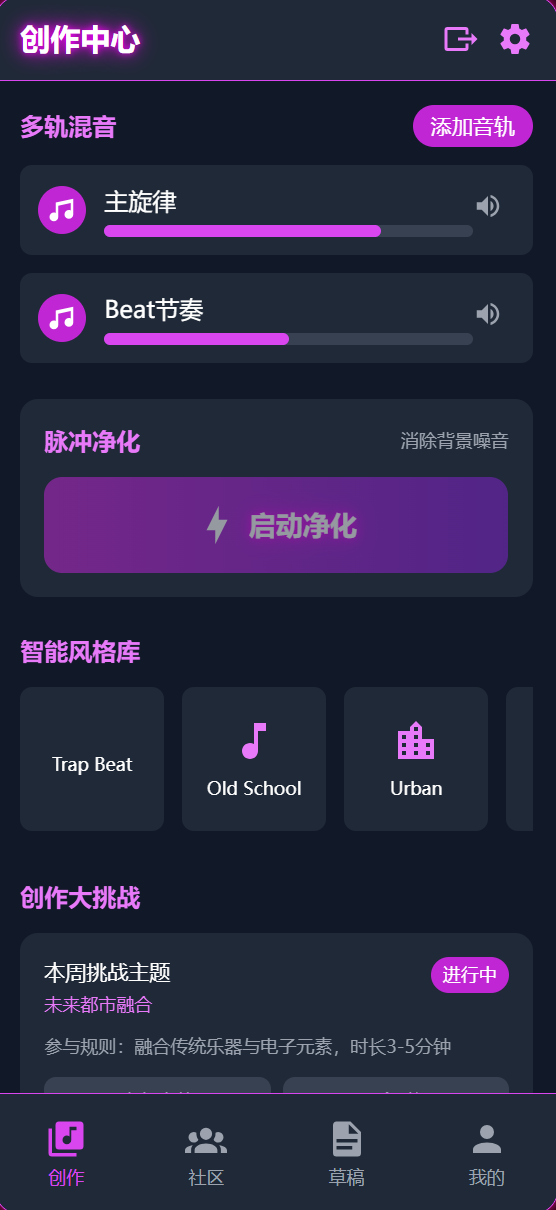 创作中心
多轨混音
添加音轨
主旋律
Beat节奏
脉冲净化
消除背景噪音
启动净化
智能风格库
Trap Beat
Old School
Urban
创作大挑战
本周挑战主题
进行中
未来都市融合
参与规则：融合传统乐器与电子元素，时长3-5分钟
创作
社区
草稿
我的